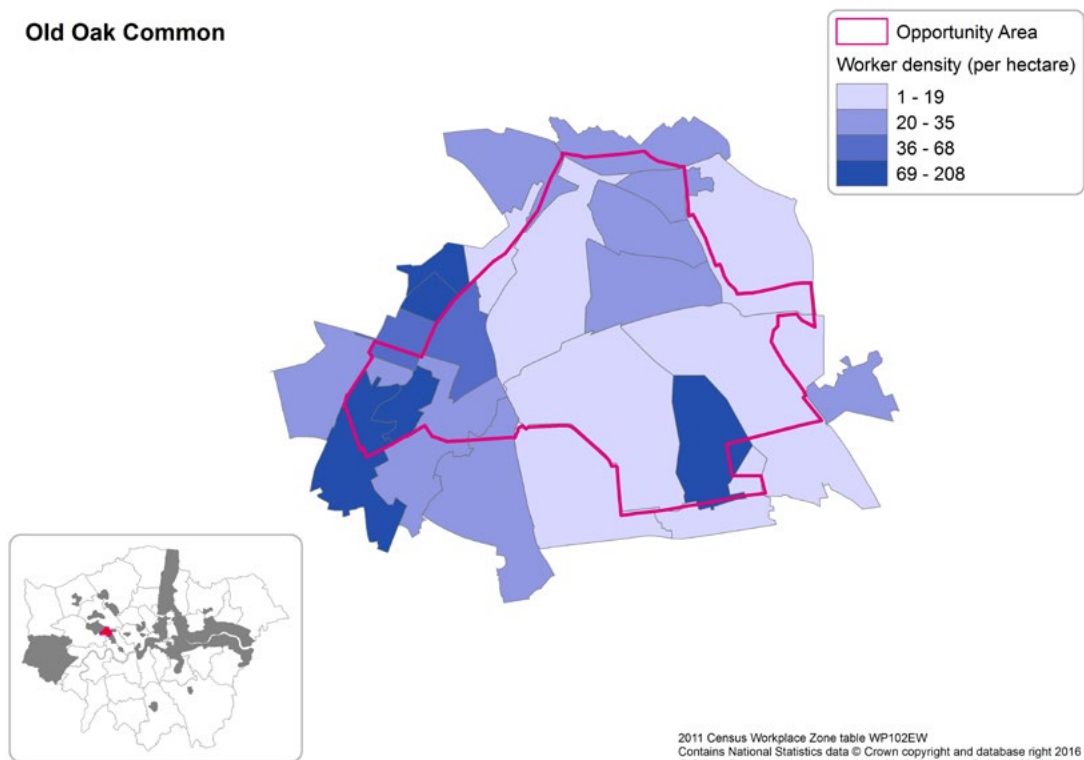 Old Oak Common
Opportunity Area
Worker density (per hectare)
1 - 19
20 - 35
36 - 68
69 - 208
2011 Census Workplace Zone table WP102EW
Contains National Statistics data © Crown copyright and database right 2016